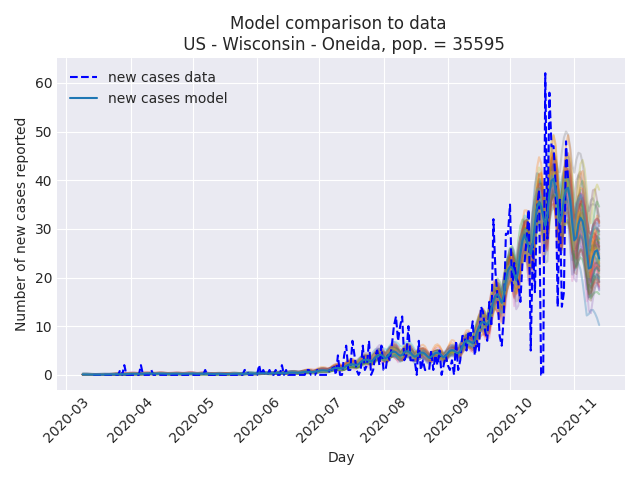 Model comparison to data
US - Wisconsin - Oneida, pop. = 35595
new cases data
new cases model
Number of new cases reported
60
50
40
30
20
10
0
2020-03
2020-04
2020-05
2020-06
2020-07
2020-08
2020-09
2020-10
2020-11
Day